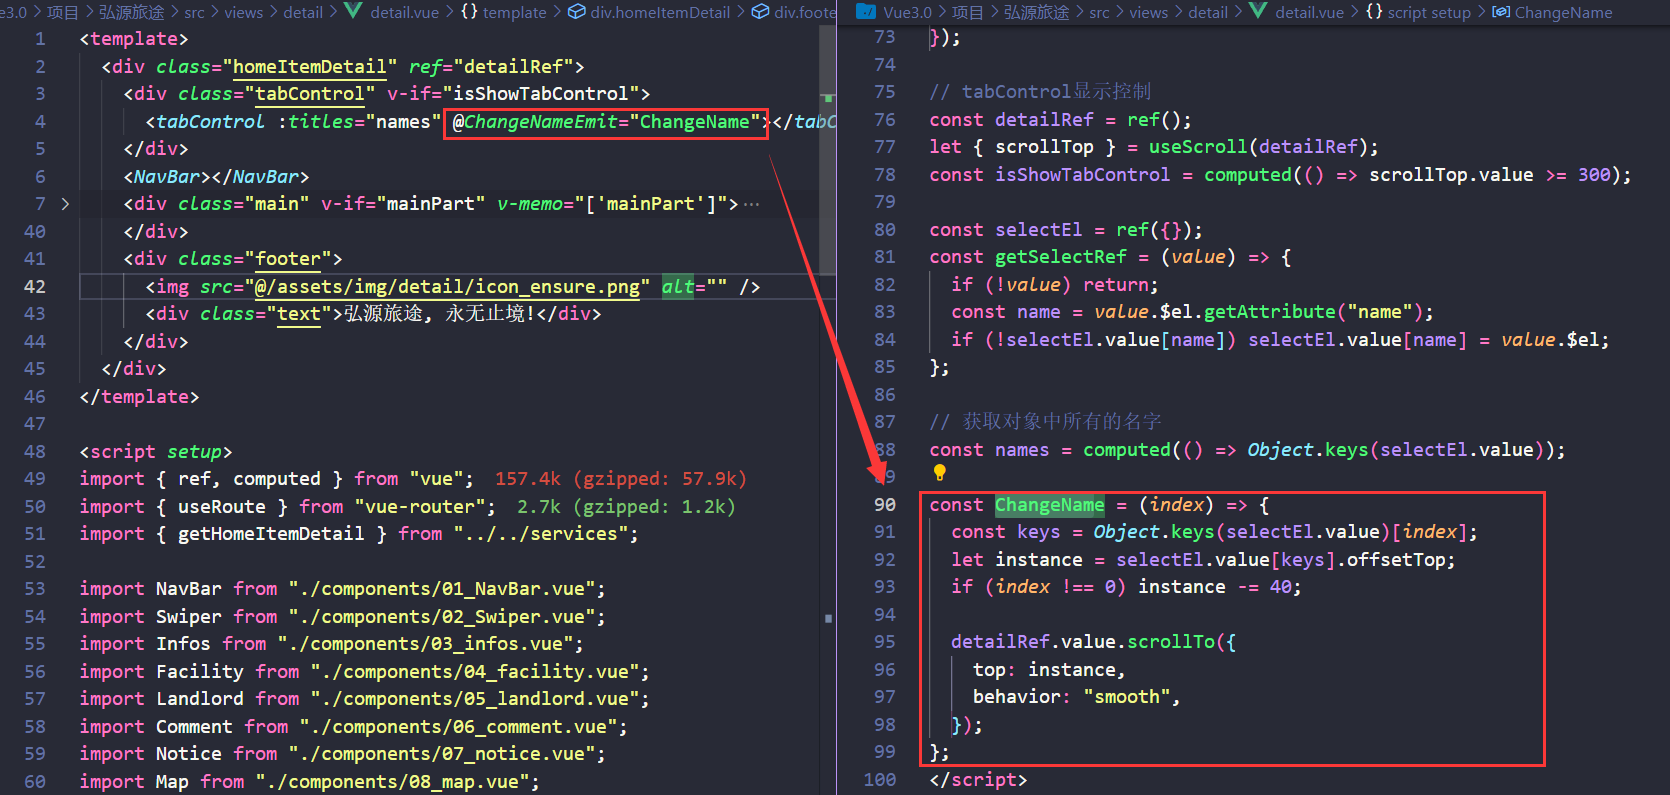 e3.0 > 项目 > 弘源旅途 > src > views > detail > detail.vue > {} template > div.homeItemDetail > div.foote
1 <template>
2 <div class="homeItemDetail" ref="detailRef">
3 <div class="tabControl" v-if="isShowTabControl">
4 <tabControl :titles="names" @ChangeNameEmit="ChangeName"></tabC
5 </div>
6 <NavBar></NavBar>
7 > <div class="main" v-if="mainPart" v-memo="['mainPart']">···
40 </div>
41 <div class="footer">
42 <img src="@/assets/img/detail/icon_ensure.png" alt="" />
43 <div class="text">弘源旅途, 永无止境!</div>
44 </div>
45 </div>
46 </template>
47
48 <script setup>
49 import { ref, computed } from "vue"; 157.4k (gzipped: 57.9k)
50 import { useRoute } from "vue-router"; 2.7k (gzipped: 1.2k)
51 import { getHomeItemDetail } from "../../services";
52
53 import NavBar from "./components/01_NavBar.vue";
54 import Swiper from "./components/02_Swiper.vue";
55 import Infos from "./components/03_infos.vue";
56 import Facility from "./components/04_facility.vue";
57 import Landlord from "./components/05_landlord.vue";
58 import Comment from "./components/06_comment.vue";
59 import Notice from "./components/07_notice.vue";
60 import Map from "./components/08_map.vue";
Vue3.0 > 项目 > 弘源旅途 > src > views > detail > detail.vue > {} script setup > ChangeName
73 });
74
75 // tabControl显示控制
76 const detailRef = ref();
77 let { scrollTop } = useScroll(detailRef);
78 const isShowTabControl = computed(() => scrollTop.value >= 300);
79
80 const selectEl = ref({});
81 const getSelectRef = (value) => {
82 if (!value) return;
83 const name = value.$el.getAttribute("name");
84 if (!selectEl.value[name]) selectEl.value[name] = value.$el;
85 };
86
87 // 获取对象中所有的名字
88 const names = computed(() => Object.keys(selectEl.value));
89
90 const ChangeName = (index) => {
91 const keys = Object.keys(selectEl.value)[index];
92 let instance = selectEl.value[keys].offsetTop;
93 if (index !== 0) instance -= 40;
94
95 detailRef.value.scrollTo({
96 top: instance,
97 behavior: "smooth",
98 });
99 };
100 </script>